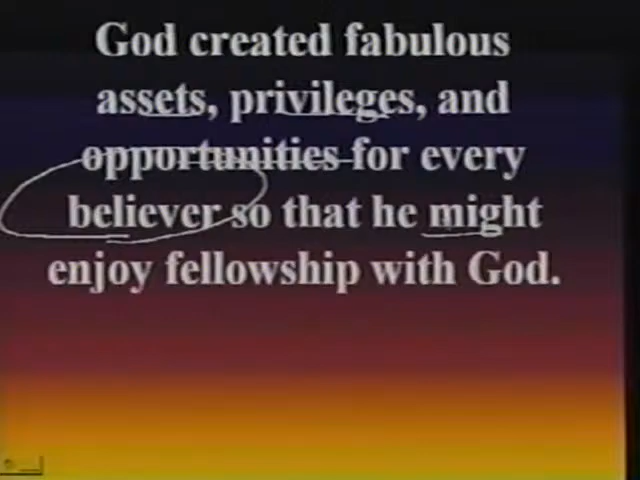 God created fabulous
assets, privileges, and
opportunities for every
believer so that he might
enjoy fellowship with God.